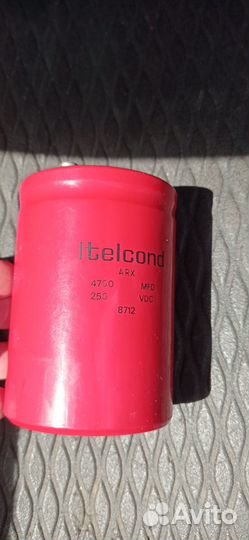 itelcond
ARX
4700 MFD
250 VDC
8712
Avito